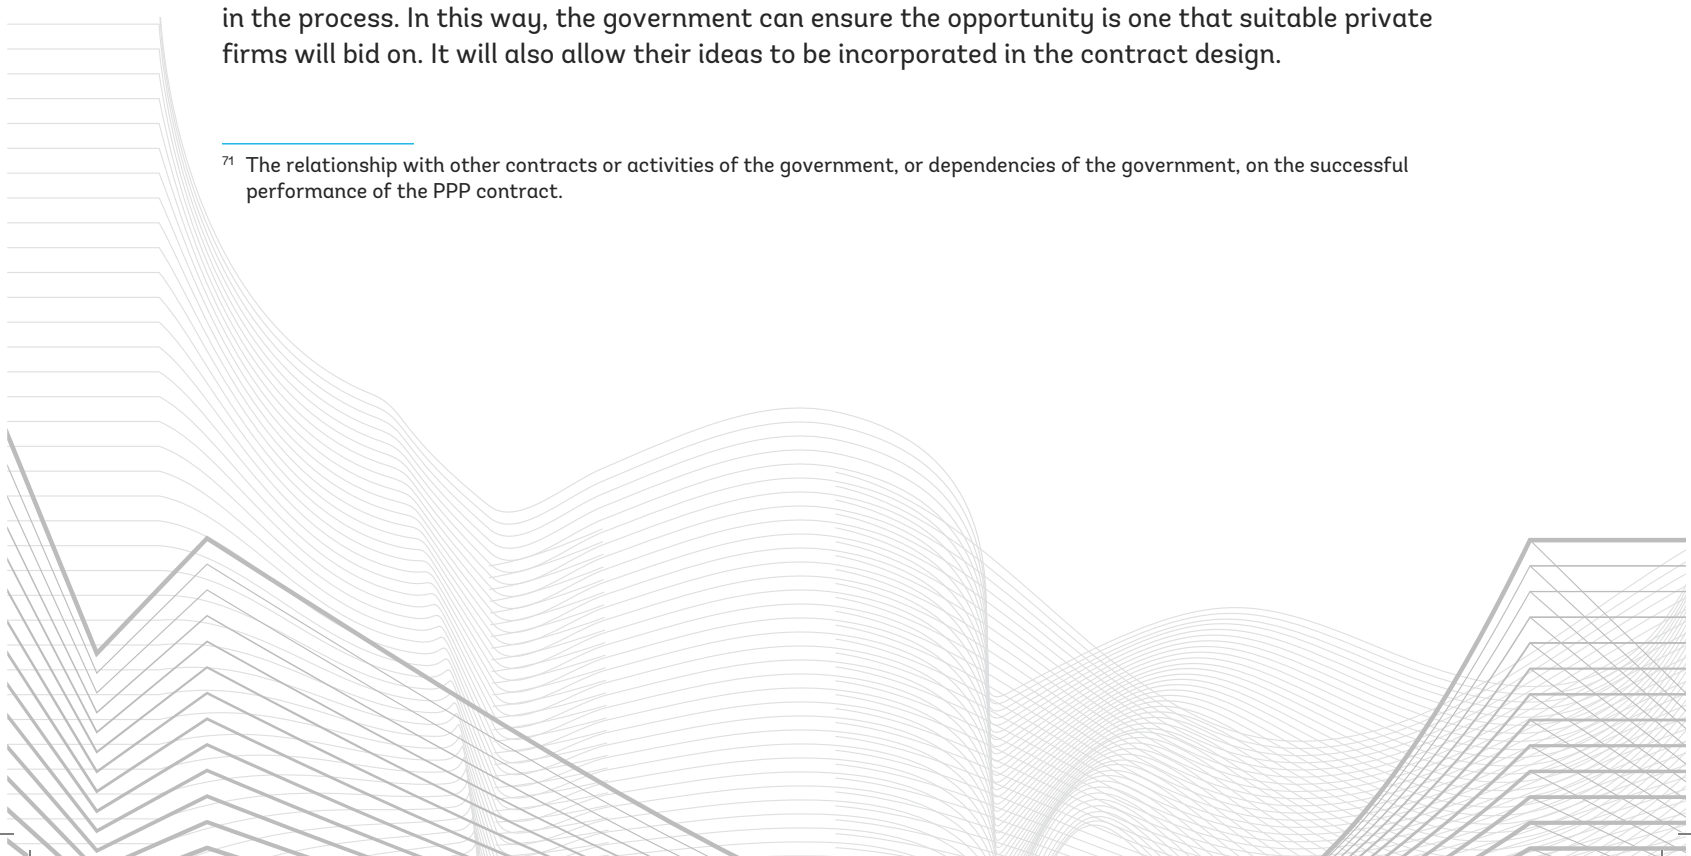 in the process. In this way, the government can ensure the opportunity is one that suitable private
firms will bid on. It will also allow their ideas to be incorporated in the contract design.
71 The relationship with other contracts or activities of the government, or dependencies of the government, on the successful
performance of the PPP contract.